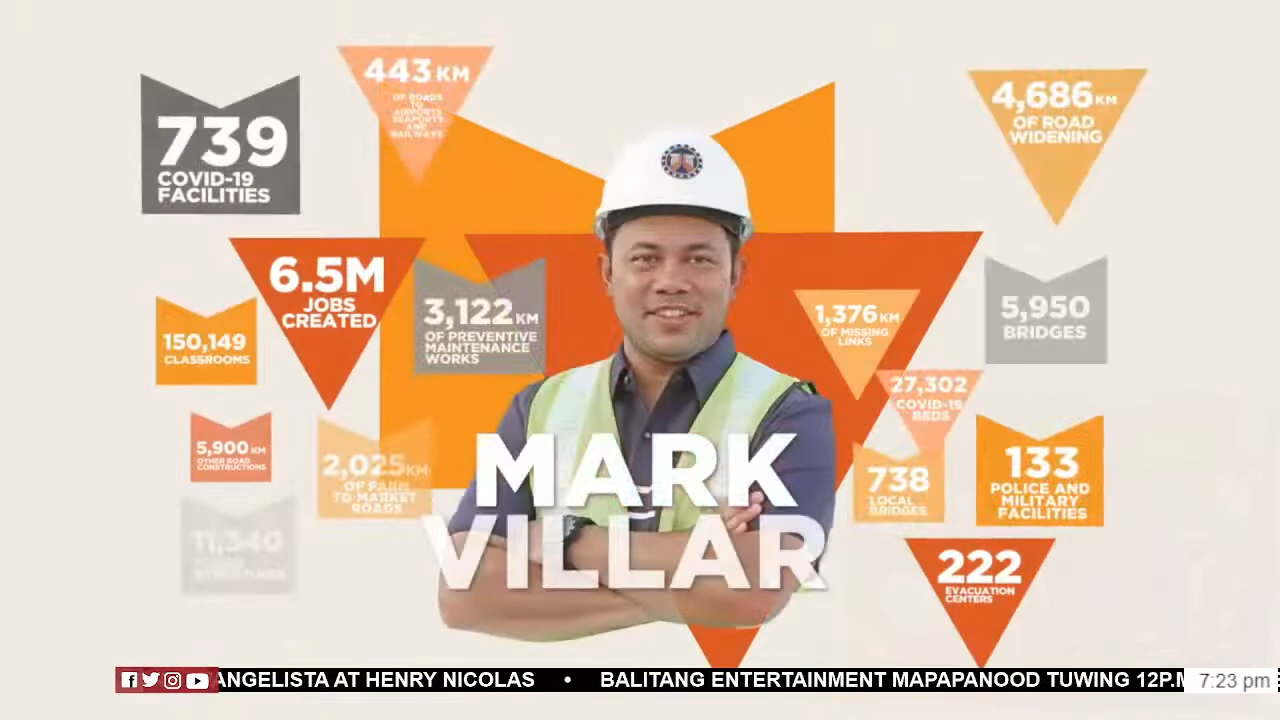 443 KM
OF ROADS
TO
AIRPORTS
SEAPORTS
AND
RAILWAYS
739
COVID-19
FACILITIES
4,686 KM
OF ROAD
WIDENING
6.5M
JOBS
CREATED
3,122 KM
OF PREVENTIVE
MAINTENANCE
WORKS
150,149
CLASSROOMS
1,376 KM
OF MISSING
LINKS
5,950
BRIDGES
27,302
COVID-19
BEDS
5,900 KM
OTHER ROAD
CONSTRUCTIONS
2,025 KM
OF FARM
TO MARKET
ROADS
738
LOCAL
BRIDGES
133
POLICE AND
MILITARY
FACILITIES
11,340
222
EVACUATION
CENTERS
MARK
VILLAR
ANGELISTA AT HENRY NICOLAS • BALITANG ENTERTAINMENT MAPAPANOOD TUWING 12P.M
7:23 pm